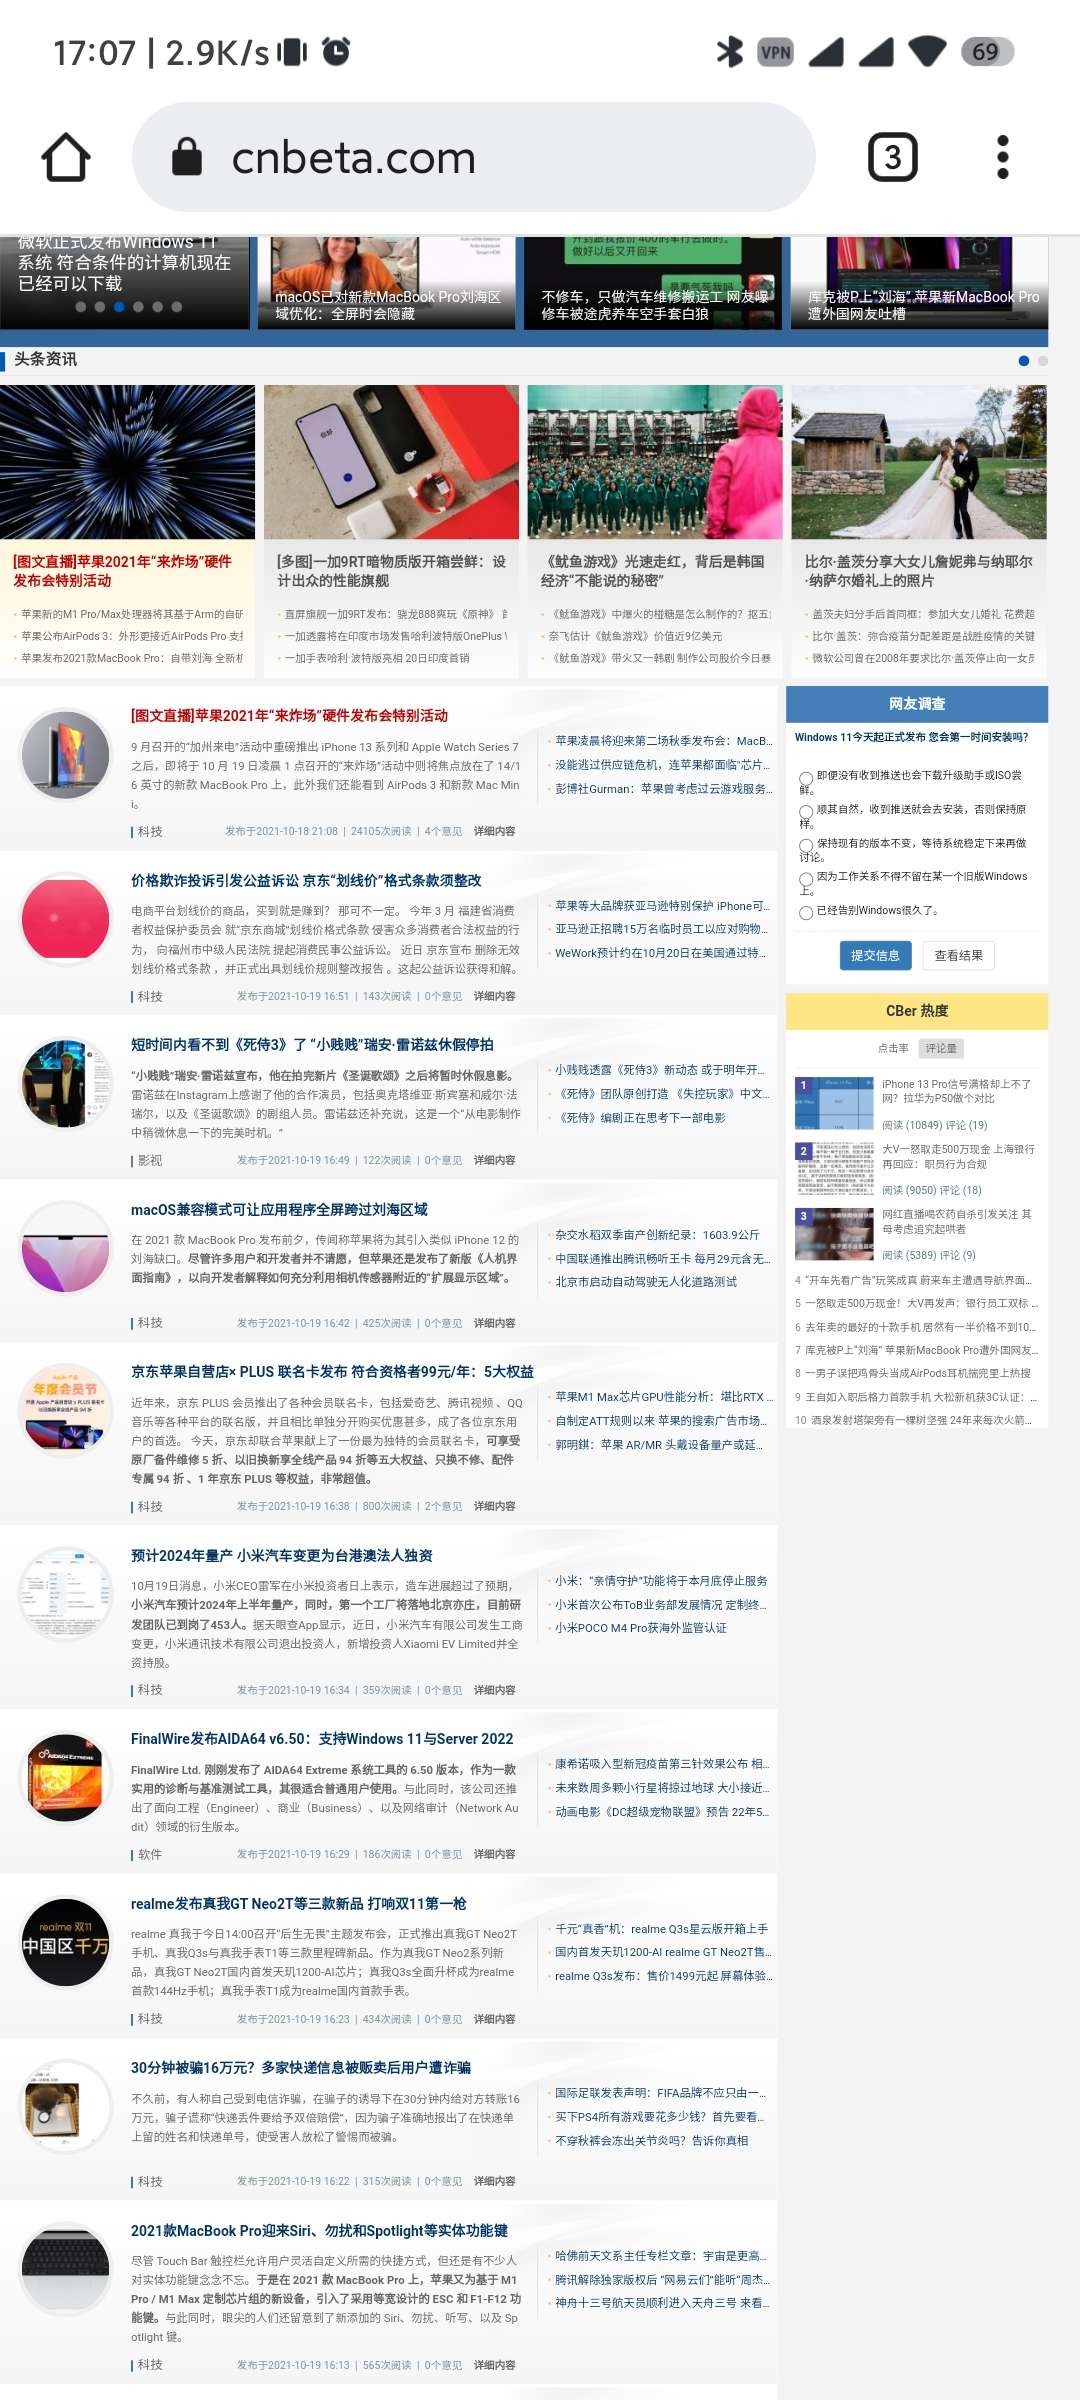 17:07 | 2.9K/s
VPN
69
cnbeta.com
3
微软正式发布Windows 11
系统 符合条件的计算机现在
已经可以下载
macOS已对新款MacBook Pro刘海区
域优化：全屏时会隐藏
做好以后又开回来
不修车，只做汽车维修搬运工 网友曝
修车被途虎养车空手套白狼
库克被P上“刘海” 苹果新MacBook Pro
遭外国网友吐槽
头条资讯
[图文直播]苹果2021年“来炸场”硬件
发布会特别活动
苹果新的M1 Pro/Max处理器将其基于Arm的自研
苹果公布AirPods 3：外形更接近AirPods Pro 支
苹果发布2021款MacBook Pro：自带刘海 全新
[多图]一加9RT暗物质版开箱尝鲜：设
计出众的性能旗舰
直屏旗舰一加9RT发布：骁龙888爽玩《原神》
一加透露将在印度市场发售哈利波特版OnePlus
一加手表哈利·波特版亮相 20日印度首销
《鱿鱼游戏》光速走红，背后是韩国
经济“不能说的秘密”
《鱿鱼游戏》中爆火的椪糖是怎么制作的？抠五
奈飞估计《鱿鱼游戏》价值近9亿美元
《鱿鱼游戏》带火又一韩剧 制作公司股价今日暴
比尔·盖茨分享大女儿詹妮弗与纳耶尔
·纳萨尔婚礼上的照片
盖茨夫妇分手后首同框：参加大女儿婚礼 花费超
比尔·盖茨：弥合疫苗分配差距是战胜疫情的关键
微软公司曾在2008年要求比尔·盖茨停止向一女员
[图文直播]苹果2021年“来炸场”硬件发布会特别活动
9 月召开的“加州来电”活动中重磅推出 iPhone 13 系列和 Apple Watch Series 7
之后，即将于 10 月 19 日凌晨 1 点召开的“来炸场”活动中则将焦点放在了 14/1
6 英寸的新款 MacBook Pro 上，此外我们还能看到 AirPods 3 和新款 Mac Min
i。
科技 发布于2021-10-18 21:08 | 24105次阅读 | 4个意见 详细内容
苹果凌晨将迎来第二场秋季发布会：MacB...
没能逃过供应链危机，连苹果都面临“芯片...
彭博社Gurman：苹果曾考虑过云游戏服务...
价格欺诈投诉引发公益诉讼 京东“划线价”格式条款须整改
电商平台划线价的商品，买到就是赚到？ 那可不一定。 今年 3 月 福建省消费
者权益保护委员会 就“京东商城”划线价格式条款 侵害众多消费者合法权益的行
为， 向福州市中级人民法院 提起消费民事公益诉讼。 近日 京东宣布 删除无效
划线价格式条款 ，并正式出具划线价规则整改报告 。这起公益诉讼获得和解。
科技 发布于2021-10-19 16:51 | 143次阅读 | 0个意见 详细内容
苹果等大品牌获亚马逊特别保护 iPhone可...
亚马逊正招聘15万名临时员工以应对购物...
WeWork预计约在10月20日在美国通过特...
短时间内看不到《死侍3》了 “小贱贱”瑞安·雷诺兹休假停拍
“小贱贱”瑞安·雷诺兹宣布，他在拍完新片《圣诞歌颂》之后将暂时休假息影。
雷诺兹在Instagram上感谢了他的合作演员，包括奥克塔维亚·斯宾塞和威尔·法
瑞尔，以及《圣诞歌颂》的剧组人员。雷诺兹还补充说，这是一个“从电影制作
中稍微休息一下的完美时机。”
影视 发布于2021-10-19 16:49 | 122次阅读 | 0个意见 详细内容
小贱贱透露《死侍3》新动态 或于明年开...
《死侍》团队原创打造 《失控玩家》中文...
《死侍》编剧正在思考下一部电影
macOS兼容模式可让应用程序全屏跨过刘海区域
在 2021 款 MacBook Pro 发布前夕，传闻称苹果将为其引入类似 iPhone 12 的
刘海缺口。尽管许多用户和开发者并不请愿，但苹果还是发布了新版《人机界
面指南》，以向开发者解释如何充分利用相机传感器附近的“扩展显示区域”。
科技 发布于2021-10-19 16:42 | 425次阅读 | 0个意见 详细内容
杂交水稻双季亩产创新纪录：1603.9公斤
中国联通推出腾讯畅听王卡 每月29元含无...
北京市启动自动驾驶无人化道路测试
年度会员节
京东苹果自营店× PLUS 联名卡发布 符合资格者99元/年：5大权益
近年来，京东 PLUS 会员推出了各种会员联名卡，包括爱奇艺、腾讯视频 、QQ
音乐等各种平台的联名版，并且相比单独分开购买优惠甚多，成了各位京东用
户的首选。 今天，京东却联合苹果献上了一份最为独特的会员联名卡，可享受
原厂备件维修 5 折、以旧换新享全线产品 94 折等五大权益、只换不修、配件
专属 94 折 、1 年京东 PLUS 等权益，非常超值。
科技 发布于2021-10-19 16:38 | 800次阅读 | 2个意见 详细内容
苹果M1 Max芯片GPU性能分析：堪比RTX ...
自制定ATT规则以来 苹果的搜索广告市场...
郭明錤：苹果 AR/MR 头戴设备量产或延...
预计2024年量产 小米汽车变更为台港澳法人独资
10月19日消息，小米CEO雷军在小米投资者日上表示，造车进展超过了预期，
小米汽车预计2024年上半年量产，同时，第一个工厂将落地北京亦庄，目前研
发团队已到岗了453人。据天眼查App显示，近日，小米汽车有限公司发生工商
变更，小米通讯技术有限公司退出投资人，新增投资人Xiaomi EV Limited并全
资持股。
科技 发布于2021-10-19 16:34 | 359次阅读 | 0个意见 详细内容
小米：“亲情守护”功能将于本月底停止服务
小米首次公布ToB业务部发展情况 定制终...
小米POCO M4 Pro获海外监管认证
AIDA64 EXTREME
FinalWire发布AIDA64 v6.50：支持Windows 11与Server 2022
FinalWire Ltd. 刚刚发布了 AIDA64 Extreme 系统工具的 6.50 版本，作为一款
实用的诊断与基准测试工具，其很适合普通用户使用。与此同时，该公司还推
出了面向工程（Engineer）、商业（Business）、以及网络审计（Network Au
dit）领域的衍生版本。
软件 发布于2021-10-19 16:29 | 186次阅读 | 0个意见 详细内容
康希诺吸入型新冠疫苗第三针效果公布 相...
未来数周多颗小行星将掠过地球 大小接近...
动画电影《DC超级宠物联盟》预告 22年5...
realme 双11
中国区千万
realme发布真我GT Neo2T等三款新品 打响双11第一枪
realme 真我于今日14:00召开“后生无畏”主题发布会，正式推出真我GT Neo2T
手机、真我Q3s与真我手表T1等三款里程碑新品。作为真我GT Neo2系列新
品，真我GT Neo2T国内首发天玑1200-AI芯片；真我Q3s全面升杯成为realme
首款144Hz手机；真我手表T1成为realme国内首款手表。
科技 发布于2021-10-19 16:23 | 434次阅读 | 0个意见 详细内容
千元“真香”机：realme Q3s星云版开箱上手
国内首发天玑1200-AI realme GT Neo2T售...
realme Q3s发布：售价1499元起 屏幕体验...
30分钟被骗16万元？多家快递信息被贩卖后用户遭诈骗
不久前，有人称自己受到电信诈骗，在骗子的诱导下在30分钟内给对方转账16
万元，骗子谎称“快递丢件要给予双倍赔偿”，因为骗子准确地报出了在快递单
上留的姓名和快递单号，使受害人放松了警惕而被骗。
科技 发布于2021-10-19 16:22 | 315次阅读 | 0个意见 详细内容
国际足联发表声明：FIFA品牌不应只由一...
买下PS4所有游戏要花多少钱？首先要看...
不穿秋裤会冻出关节炎吗？告诉你真相
2021款MacBook Pro迎来Siri、勿扰和Spotlight等实体功能键
尽管 Touch Bar 触控栏允许用户灵活自定义所需的快捷方式，但还是有不少人
对实体功能键念念不忘。于是在 2021 款 MacBook Pro 上，苹果又为基于 M1
Pro / M1 Max 定制芯片组的新设备，引入了采用等宽设计的 ESC 和 F1-F12 功
能键。与此同时，眼尖的人们还留意到了新添加的 Siri、勿扰、听写、以及 Sp
otlight 键。
科技 发布于2021-10-19 16:13 | 565次阅读 | 0个意见 详细内容
哈佛前天文系主任专栏文章：宇宙是更高...
腾讯解除独家版权后 “网易云们”能听“周杰...
神舟十三号航天员顺利进入天舟三号 来看...
网友调查
Windows 11今天起正式发布 您会第一时间安装吗？
即便没有收到推送也会下载升级助手或ISO尝
鲜。
顺其自然，收到推送就会去安装，否则保持原
样。
保持现有的版本不变，等待系统稳定下来再做
讨论。
因为工作关系不得不留在某一个旧版Windows
上。
已经告别Windows很久了。
提交信息 查看结果
CBer 热度
点击率 评论量
1 iPhone 13 Pro信号满格却上不了
网？拉华为P50做个对比
阅读 (10849) 评论 (19)
2 大V一怒取走500万现金 上海银行
再回应：职员行为合规
阅读 (9050) 评论 (18)
3 网红直播喝农药自杀引发关注 其
母考虑追究起哄者
阅读 (5389) 评论 (9)
4 “开车先看广告”玩笑成真 蔚来车主遭遇导航界面...
5 一怒取走500万现金！大V再发声：银行员工双标 ...
6 去年卖的最好的十款手机 居然有一半价格不到10...
7 库克被P上“刘海” 苹果新MacBook Pro遭外国网友...
8 一男子误把鸡骨头当成AirPods耳机揣兜里上热搜
9 王自如入职后格力首款手机 大松新机获3C认证：...
10 酒泉发射塔架旁有一棵树坚强 24年来每次火箭...